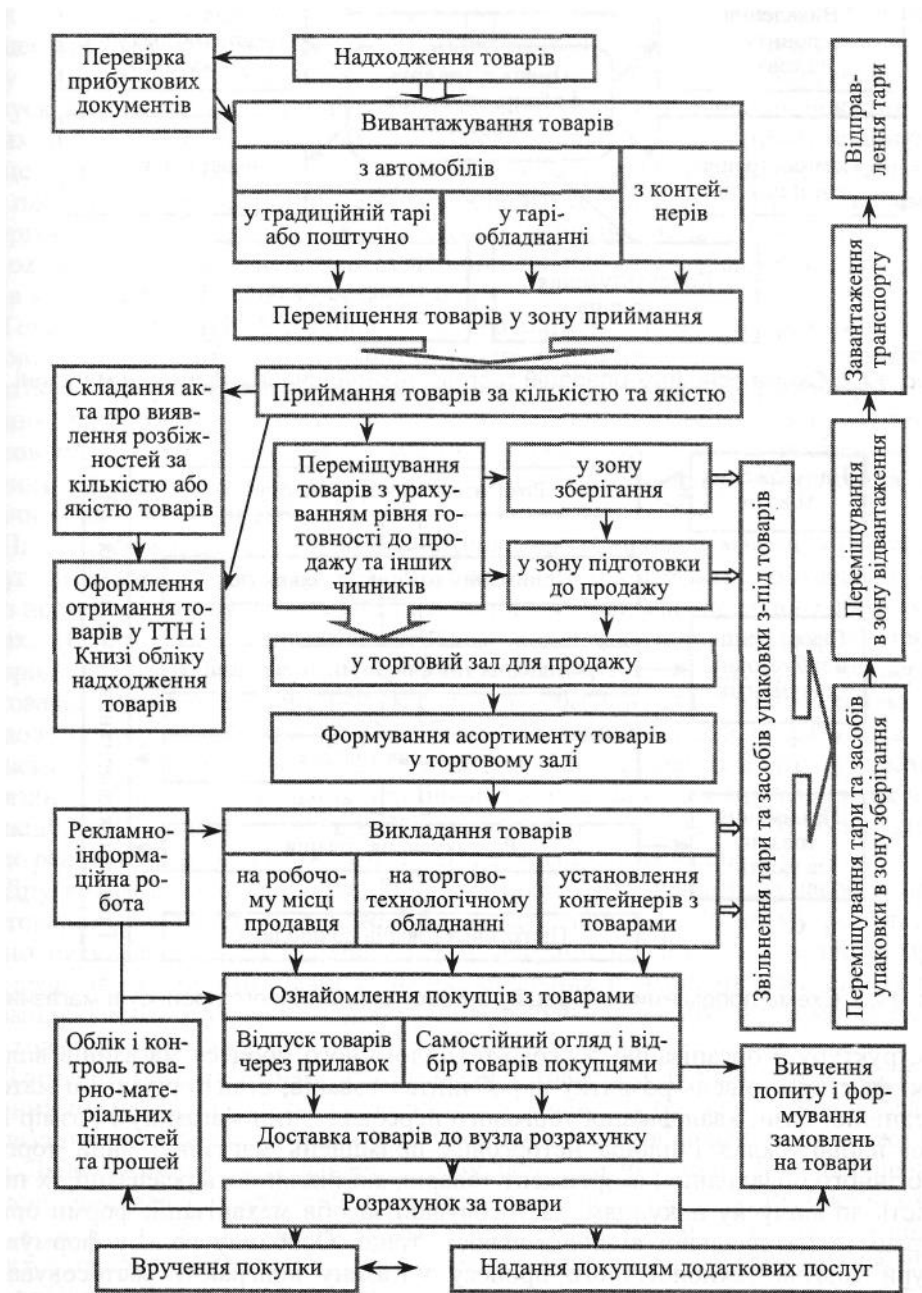 Перевірка
прибуткових
документів
Надходження товарів
Вивантажування товарів
з автомобілів
з контей-
нерів
у традиційній тарі
або поштучно
у тарі-
обладнанні
Переміщення товарів у зону приймання
Складання ак-
та про вияв-
лення розбіж-
ностей за
кількістю або
якістю товарів
Приймання товарів за кількістю та якістю
Переміщування
товарів з ураху-
ванням рівня го-
товності до про-
дажу та інших
чинників
у зону
зберігання
у зону підготовки
до продажу
Оформлення
отримання то-
варів у ТТН і
Книзі обліку
надходження
товарів
у торговий зал для продажу
Формування асортименту товарів
у торговому залі
Рекламно-
інформа-
ційна ро-
бота
Викладання товарів
на робочо-
му місці
продавця
на торгово-
технологічному
обладнанні
установлення
контейнерів з
товарами
Ознайомлення покупців з товарами
Відпуск товарів
через прилавок
Самостійний огляд і від-
бір товарів покупцями
Облік і кон-
троль това-
рно-мате-
ріальних
цінностей
та грошей
Доставка товарів до вузла розрахунку
Розрахунок за товари
Вручення покупки
Надання покупцям додаткових послуг
Вивчення
попиту і фор-
мування
замовлень
на товари
Звільнення тари та засобів упаковки з-під товарів
Переміщування тари та засобів
упаковки в зону зберігання
Переміщування
в зону відвантаження
Завантаження
транспорту
Відправ-
лення тари